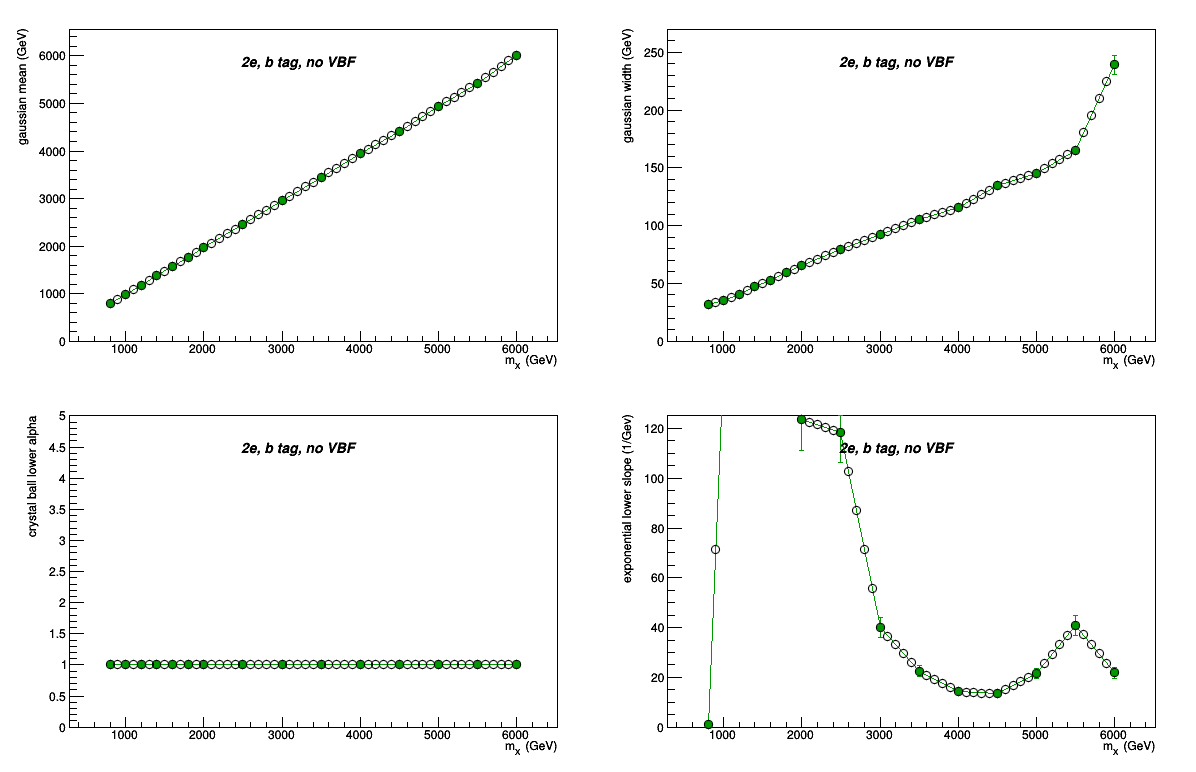 gaussian mean (GeV)
2e, b tag, no VBF
6000
5000
4000
3000
2000
1000
0
1000 2000 3000 4000 5000 6000
m_x (GeV)
gaussian width (GeV)
2e, b tag, no VBF
250
200
150
100
50
0
1000 2000 3000 4000 5000 6000
m_x (GeV)
crystal ball lower alpha
2e, b tag, no VBF
5
4.5
4
3.5
3
2.5
2
1.5
1
0.5
0
1000 2000 3000 4000 5000 6000
m_x (GeV)
exponential lower slope (1/Gev)
2e, b tag, no VBF
120
100
80
60
40
20
0
1000 2000 3000 4000 5000 6000
m_x (GeV)